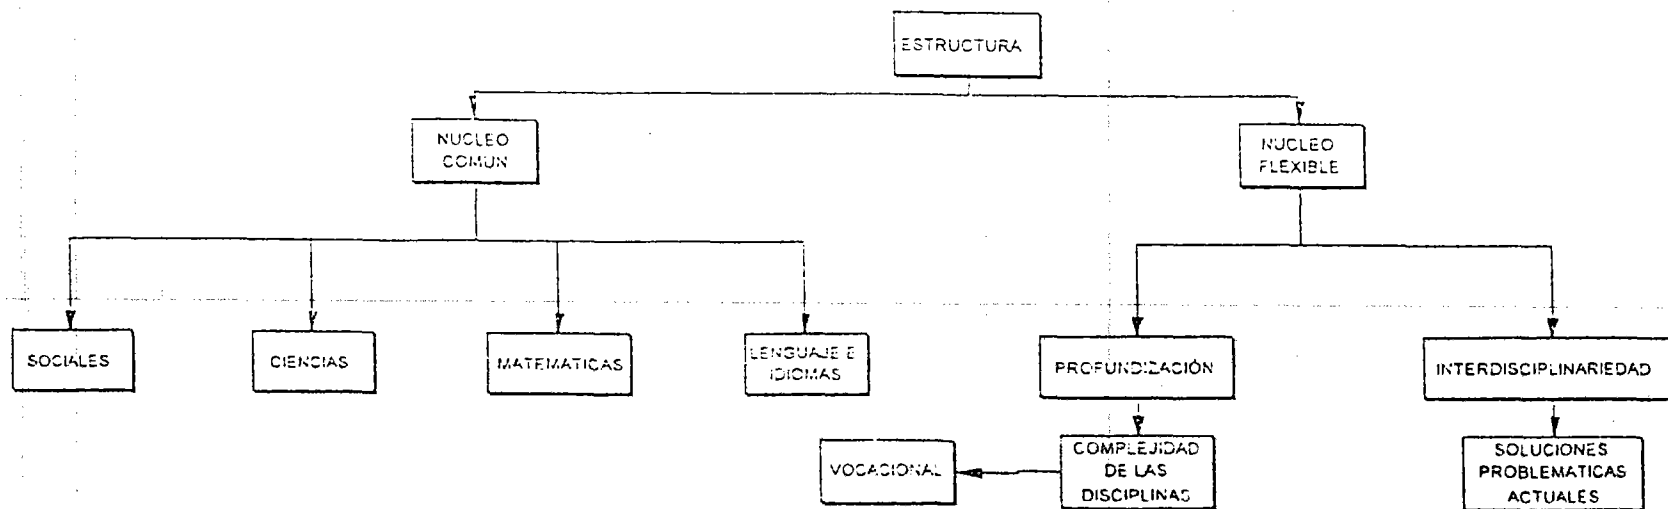 ESTRUCTURA
NUCLEO
COMÚN
NUCLEO
FLEXIBLE
SOCIALES
CIENCIAS
MATEMATICAS
LENGUAJE E
IDIOMAS
PROFUNDIZACIÓN
INTERDISCIPLINARIEDAD
VOCACIONAL
COMPLEJIDAD
DE LAS
DISCIPLINAS
SOLUCIONES
PROBLEMATICAS
ACTUALES